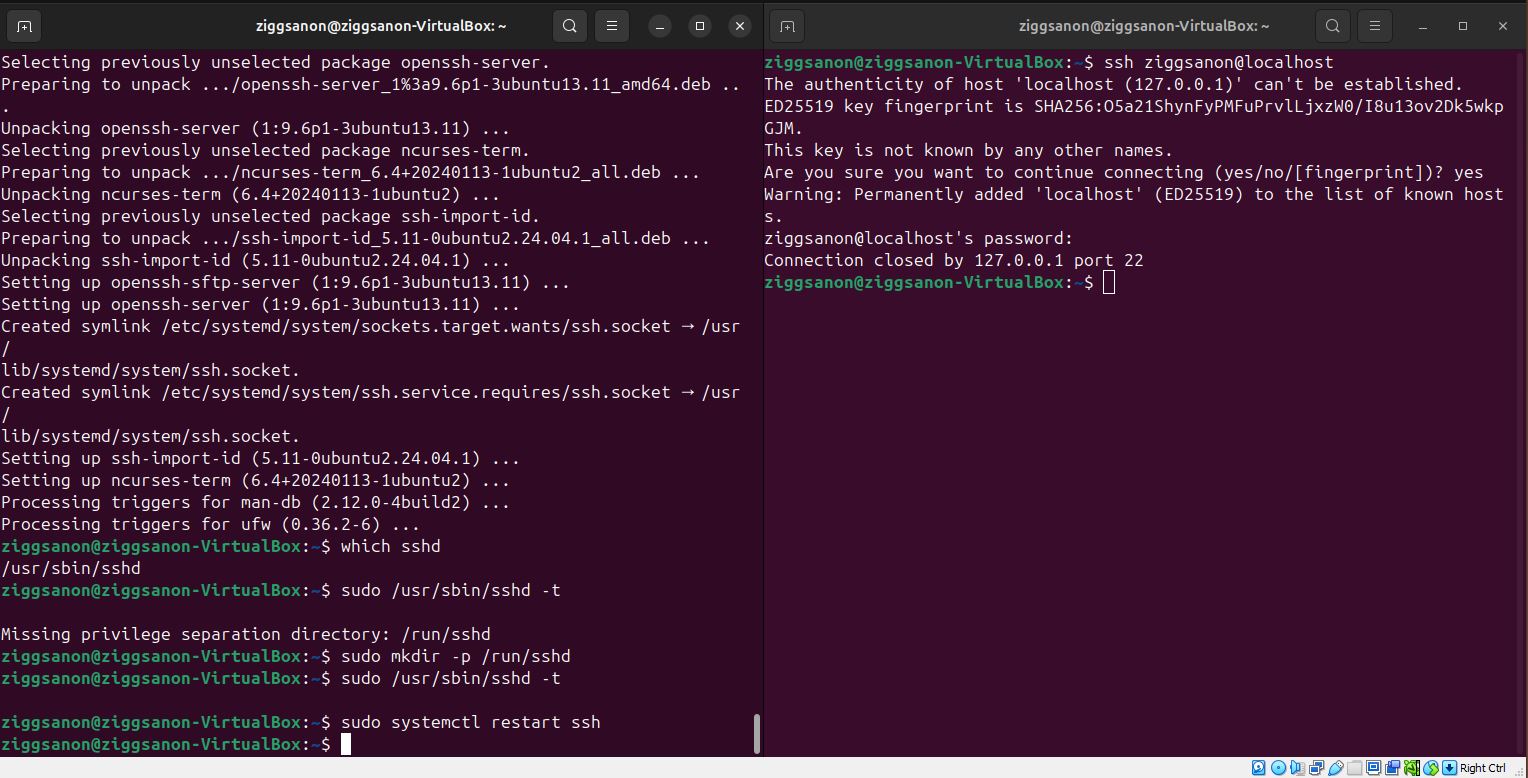 ziggsanon@ziggsanon-VirtualBox: ~
Selecting previously unselected package openssh-server.
Preparing to unpack .../openssh-server_1%3a9.6p1-3ubuntu13.11_amd64.deb ..
.
Unpacking openssh-server (1:9.6p1-3ubuntu13.11) ...
Selecting previously unselected package ncurses-term.
Preparing to unpack .../ncurses-term_6.4+20240113-1ubuntu2_all.deb ...
Unpacking ncurses-term (6.4+20240113-1ubuntu2) ...
Selecting previously unselected package ssh-import-id.
Preparing to unpack .../ssh-import-id_5.11-0ubuntu2.24.04.1_all.deb ...
Unpacking ssh-import-id (5.11-0ubuntu2.24.04.1) ...
Setting up openssh-sftp-server (1:9.6p1-3ubuntu13.11) ...
Setting up openssh-server (1:9.6p1-3ubuntu13.11) ...
Created symlink /etc/systemd/system/sockets.target.wants/ssh.socket → /usr
/
lib/systemd/system/ssh.socket.
Created symlink /etc/systemd/system/ssh.service.requires/ssh.socket → /usr
/
lib/systemd/system/ssh.socket.
Setting up ssh-import-id (5.11-0ubuntu2.24.04.1) ...
Setting up ncurses-term (6.4+20240113-1ubuntu2) ...
Processing triggers for man-db (2.12.0-4build2) ...
Processing triggers for ufw (0.36.2-6) ...
ziggsanon@ziggsanon-VirtualBox:~$ which sshd
/usr/sbin/sshd
ziggsanon@ziggsanon-VirtualBox:~$ sudo /usr/sbin/sshd -t
Missing privilege separation directory: /run/sshd
ziggsanon@ziggsanon-VirtualBox:~$ sudo mkdir -p /run/sshd
ziggsanon@ziggsanon-VirtualBox:~$ sudo /usr/sbin/sshd -t
ziggsanon@ziggsanon-VirtualBox:~$ sudo systemctl restart ssh
ziggsanon@ziggsanon-VirtualBox:~$
ziggsanon@ziggsanon-VirtualBox: ~
ziggsanon@ziggsanon-VirtualBox:~$ ssh ziggsanon@localhost
The authenticity of host 'localhost (127.0.0.1)' can't be established.
ED25519 key fingerprint is SHA256:O5a21ShynFyPMFuPrvlLjxzW0/I8u13ov2Dk5wkp
GJM.
This key is not known by any other names.
Are you sure you want to continue connecting (yes/no/[fingerprint])? yes
Warning: Permanently added 'localhost' (ED25519) to the list of known host
s.
ziggsanon@localhost's password:
Connection closed by 127.0.0.1 port 22
ziggsanon@ziggsanon-VirtualBox:~$
Right Ctrl